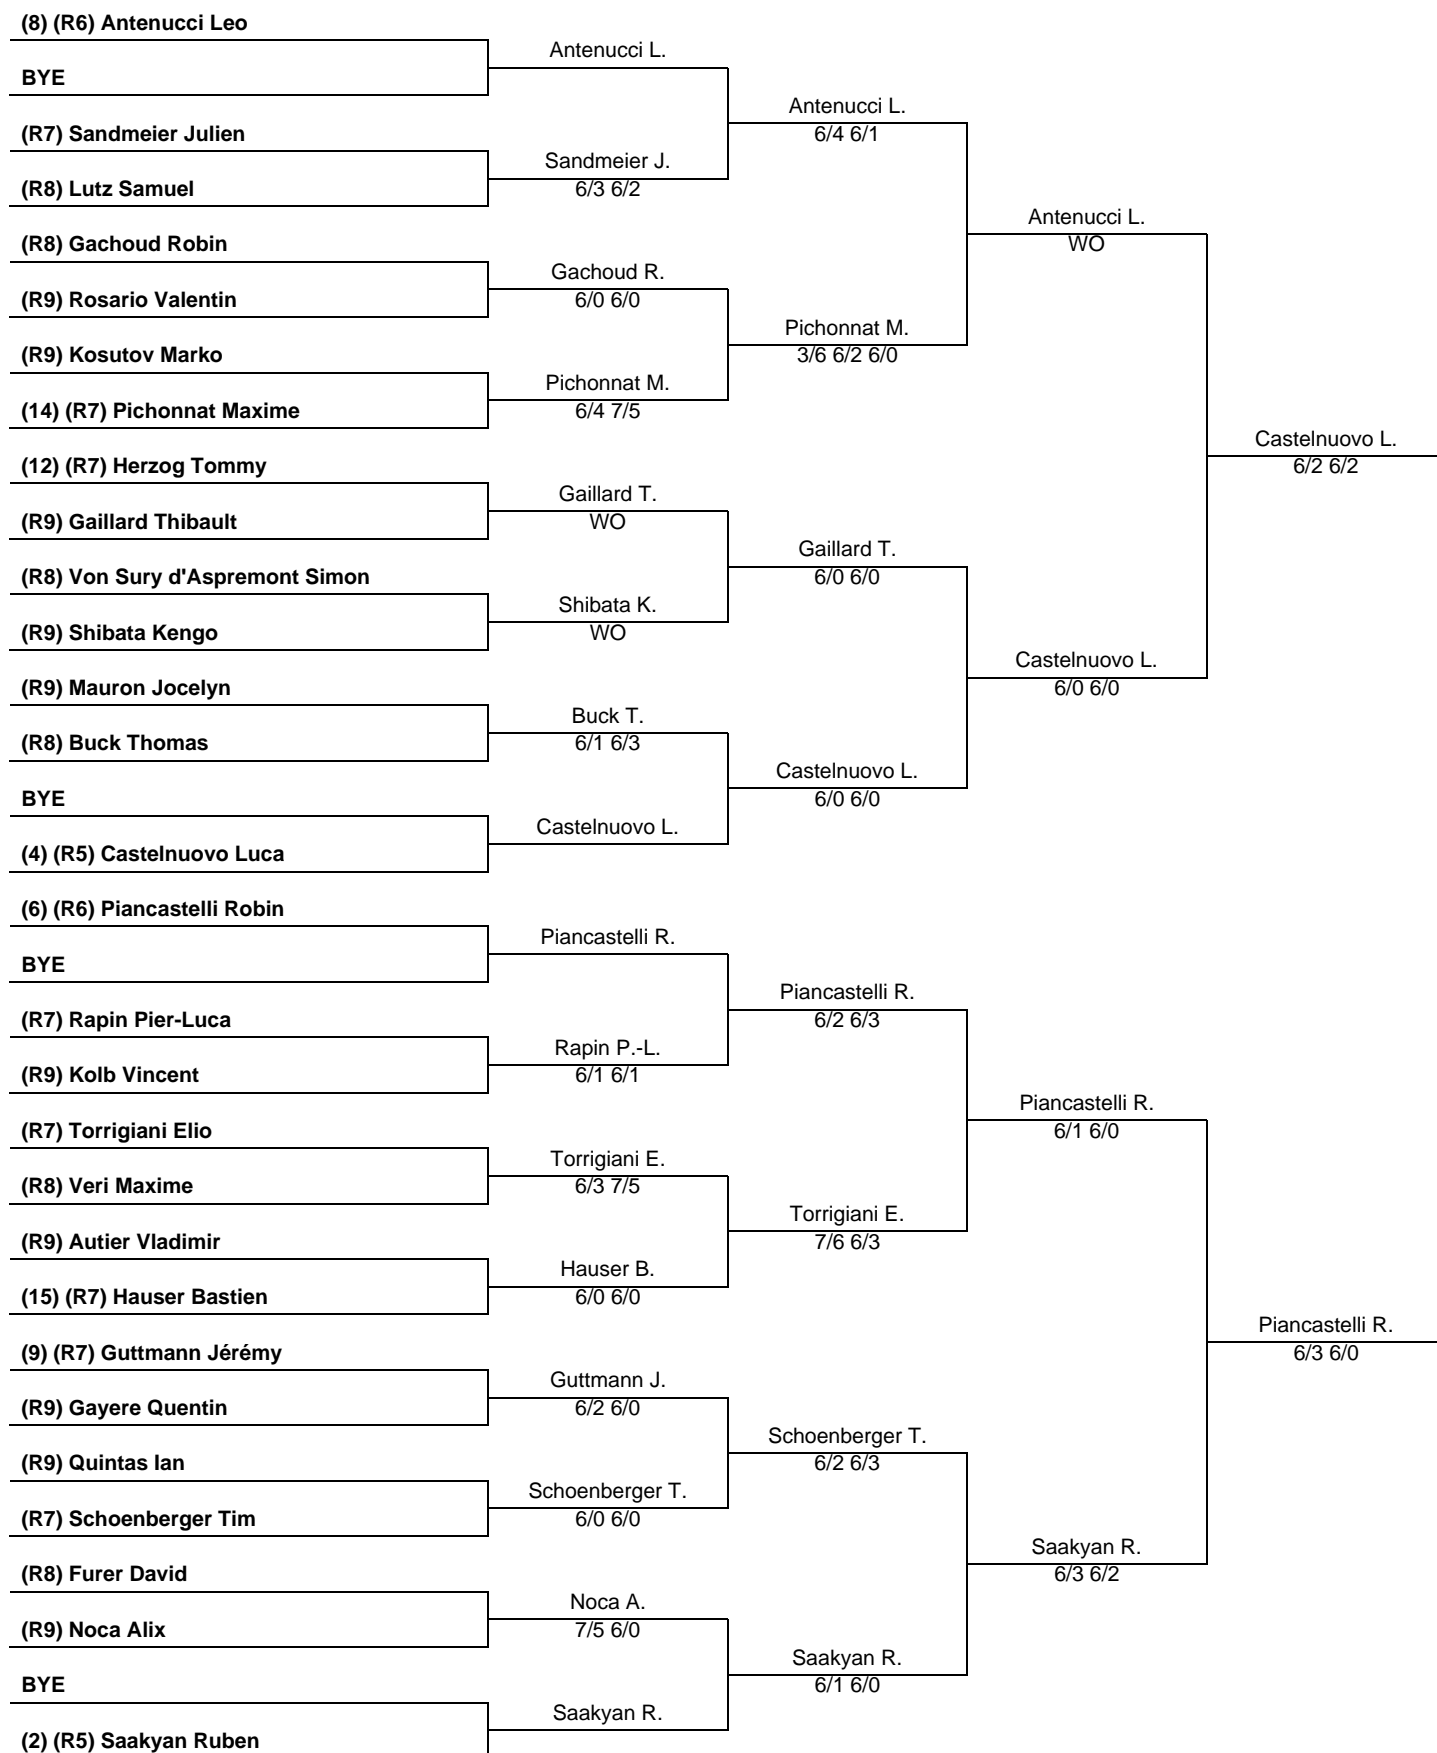 (8) (R6) Antenucci Leo
BYE
(R7) Sandmeier Julien
(R8) Lutz Samuel
(R8) Gachoud Robin
(R9) Rosario Valentin
(R9) Kosutov Marko
(14) (R7) Pichonnat Maxime
(12) (R7) Herzog Tommy
(R9) Gaillard Thibault
(R8) Von Sury d'Aspremont Simon
(R9) Shibata Kengo
(R9) Mauron Jocelyn
(R8) Buck Thomas
BYE
(4) (R5) Castelnuovo Luca
(6) (R6) Piancastelli Robin
BYE
(R7) Rapin Pier-Luca
(R9) Kolb Vincent
(R7) Torrigiani Elio
(R8) Veri Maxime
(R9) Autier Vladimir
(15) (R7) Hauser Bastien
(9) (R7) Guttmann Jérémy
(R9) Gayere Quentin
(R9) Quintas Ian
(R7) Schoenberger Tim
(R8) Furer David
(R9) Noca Alix
BYE
(2) (R5) Saakyan Ruben
Antenucci L.
Sandmeier J.
6/3 6/2
Gachoud R.
6/0 6/0
Pichonnat M.
6/4 7/5
Gaillard T.
WO
Shibata K.
WO
Buck T.
6/1 6/3
Castelnuovo L.
Piancastelli R.
Rapin P.-L.
6/1 6/1
Torrigiani E.
6/3 7/5
Hauser B.
6/0 6/0
Guttmann J.
6/2 6/0
Schoenberger T.
6/0 6/0
Noca A.
7/5 6/0
Saakyan R.
Antenucci L.
6/4 6/1
Pichonnat M.
3/6 6/2 6/0
Gaillard T.
6/0 6/0
Castelnuovo L.
6/0 6/0
Piancastelli R.
6/2 6/3
Torrigiani E.
7/6 6/3
Schoenberger T.
6/2 6/3
Saakyan R.
6/1 6/0
Antenucci L.
WO
Castelnuovo L.
6/0 6/0
Piancastelli R.
6/1 6/0
Saakyan R.
6/3 6/2
Castelnuovo L.
6/2 6/2
Piancastelli R.
6/3 6/0